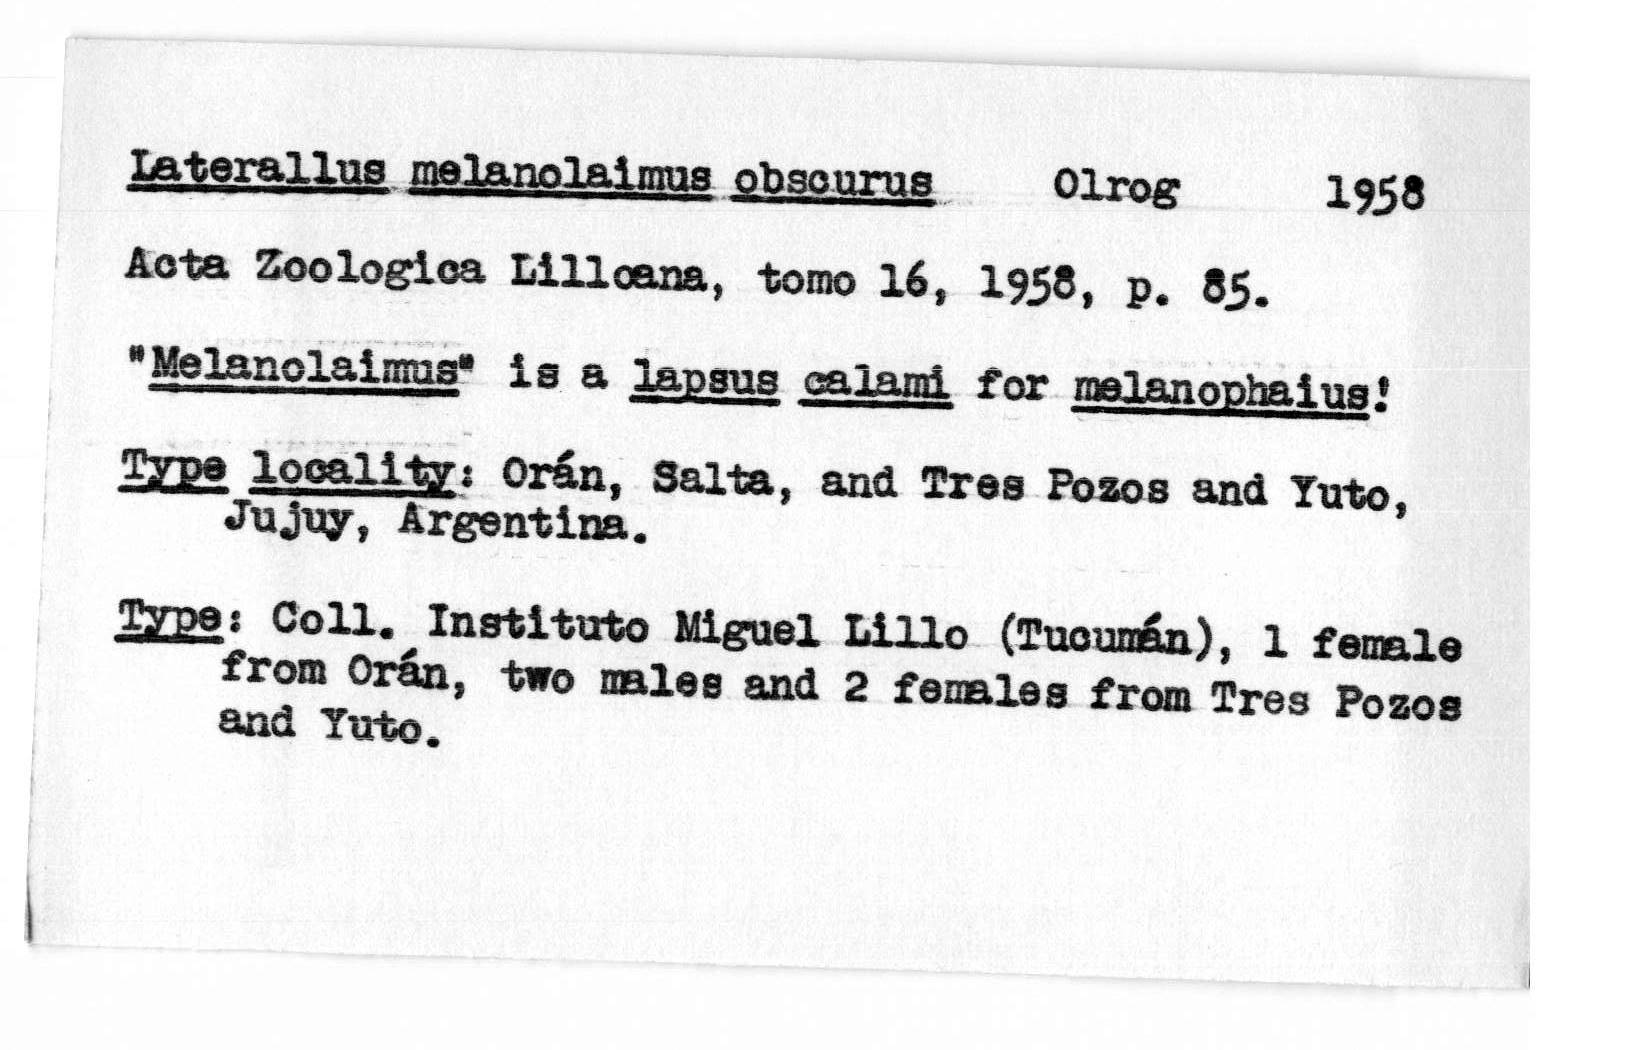 Laterallus melanolaimus obscurus Olrog 1958
Acta Zoologica Lilloana, tomo 16, 1958, p. 85.
"Melanolaimus" is a lapsus calami for melanophaius!
Type locality: Orán, Salta, and Tres Pozos and Yuto,
Jujuy, Argentina.
Type: Coll. Instituto Miguel Lillo (Tucumán), 1 female
from Orán, two males and 2 females from Tres Pozos
and Yuto.